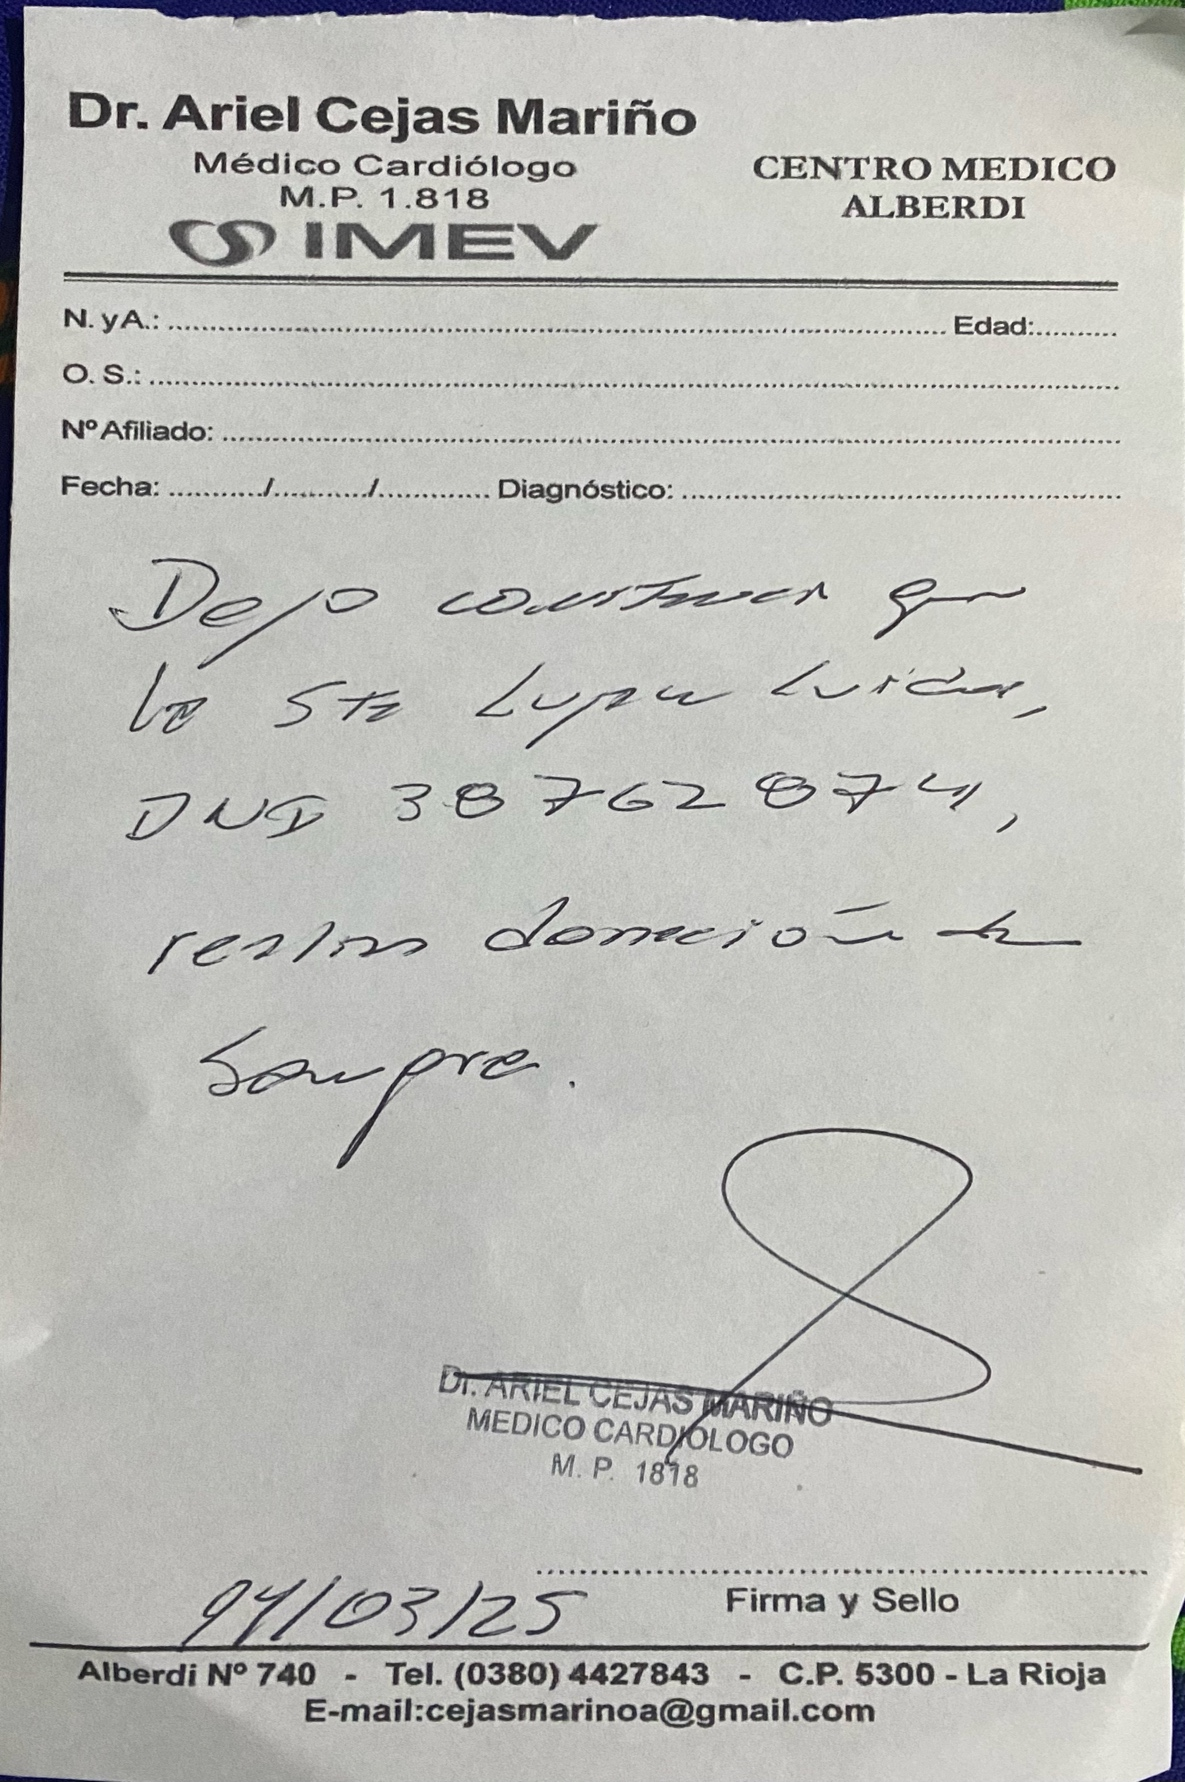 Dr. Ariel Cejas Mariño
Médico Cardiólogo
M.P. 1.818
IMEV
CENTRO MEDICO
ALBERDI
N. y A.: Edad:
O. S.:
Nº Afiliado:
Fecha: / / Diagnóstico:
Dejo constancia que
la Sta Luján
DNI 38762874,
realizó donación de
Sangre.
Dr. ARIEL CEJAS MARIÑO
MEDICO CARDIOLOGO
M. P. 1818
Firma y Sello
/03/25
Alberdi Nº 740 - Tel. (0380) 4427843 - C.P. 5300 - La Rioja
E-mail:cejasmarinoa@gmail.com